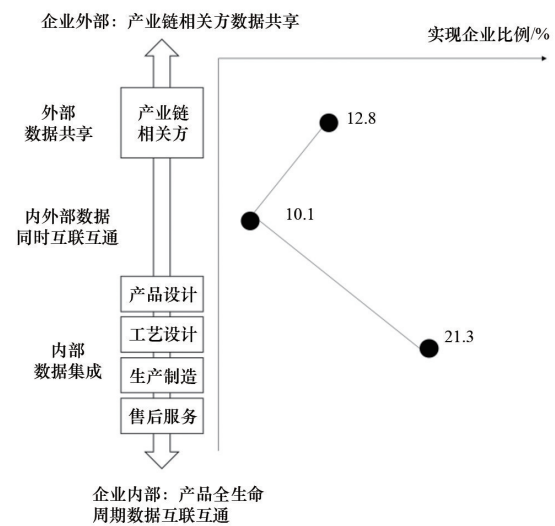 企业外部：产业链相关方数据共享
实现企业比例/%
外部
数据共享
产业链
相关方
12.8
内外部数据
同时互联互通
10.1
产品设计
工艺设计
内部
数据集成
生产制造
售后服务
21.3
企业内部：产品全生命
周期数据互联互通